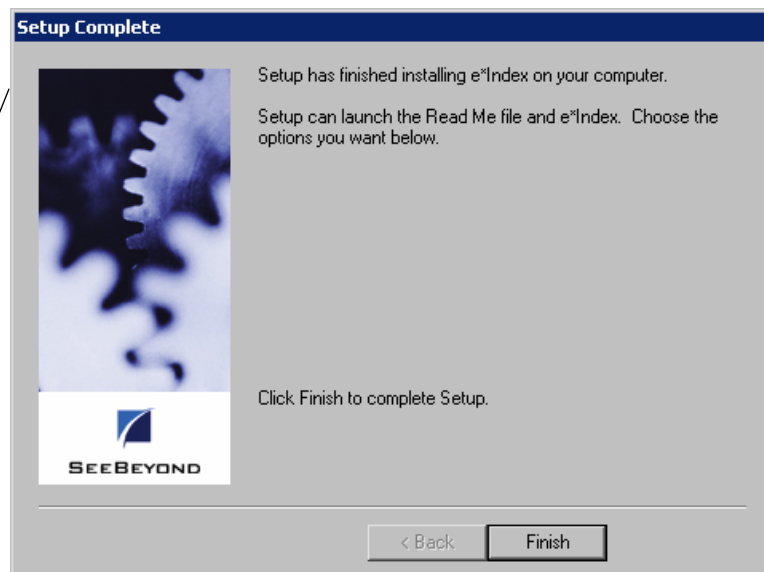 Setup Complete
Setup has finished installing e*Index on your computer.
Setup can launch the Read Me file and e*Index. Choose the
options you want below.
Click Finish to complete Setup.
SEEBEYOND
< Back
Finish